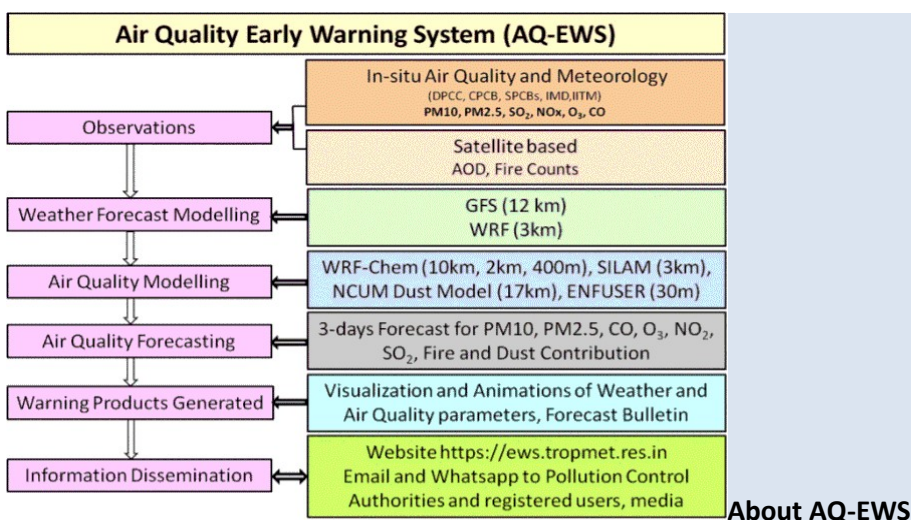 Air Quality Early Warning System (AQ-EWS)
In-situ Air Quality and Meteorology
(DPCC, CPCB, SPCBs, IMD,IITM)
PM10, PM2.5, SO₂, NOx, O₃, CO
Observations
Satellite based
AOD, Fire Counts
Weather Forecast Modelling
GFS (12 km)
WRF (3km)
Air Quality Modelling
WRF-Chem (10km, 2km, 400m), SILAM (3km),
NCUM Dust Model (17km), ENFUSER (30m)
Air Quality Forecasting
3-days Forecast for PM10, PM2.5, CO, O₃, NO₂,
SO₂, Fire and Dust Contribution
Warning Products Generated
Visualization and Animations of Weather and
Air Quality parameters, Forecast Bulletin
Information Dissemination
Website https://ews.tropmet.res.in
Email and Whatsapp to Pollution Control
Authorities and registered users, media
About AQ-EWS